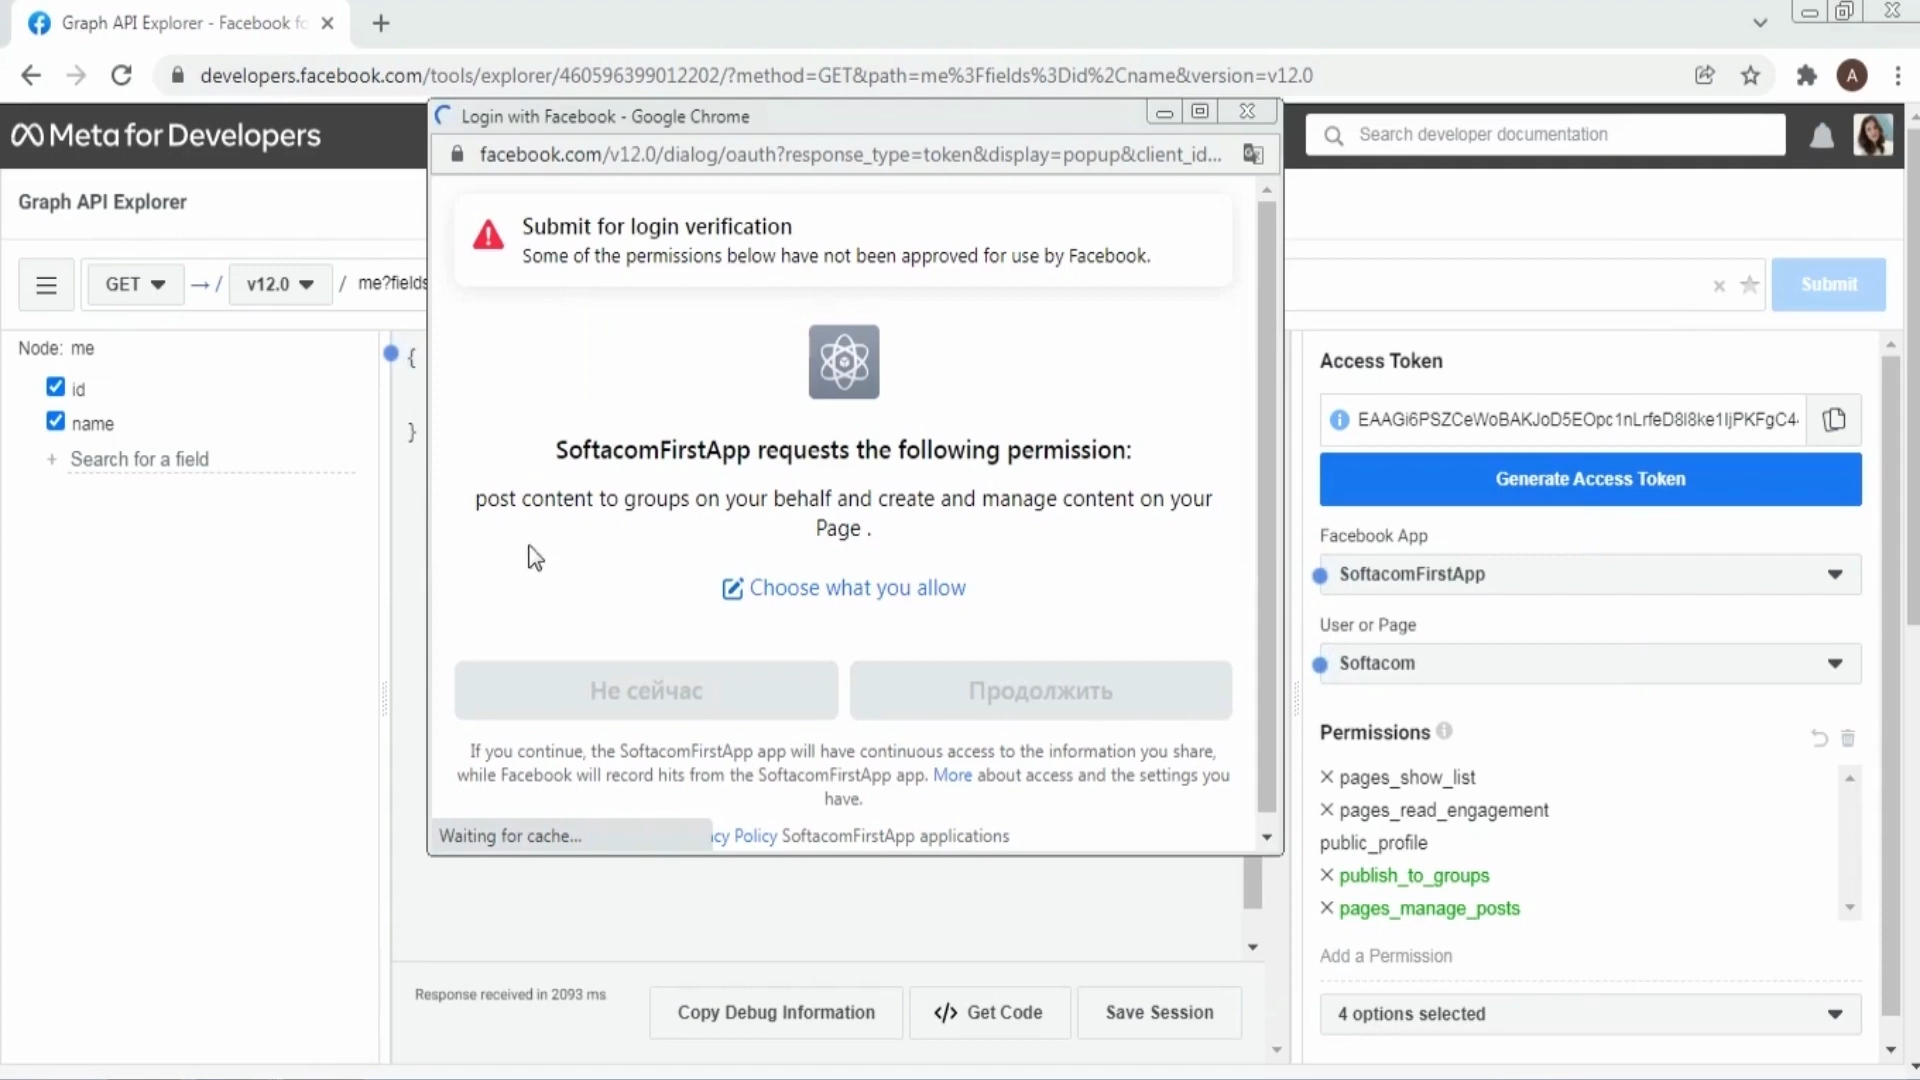 Graph API Explorer - Facebook fo
A
developers.facebook.com/tools/explorer/460596399012202/?method=GET&path=me%3Ffields%3Did%2Cname&version=v12.0
Login with Facebook - Google Chrome
facebook.com/v12.0/dialog/oauth?response_type=token&display=popup&client_id...
Meta for Developers
Search developer documentation
Graph API Explorer
GET
→ /
v12.0
/ me?fields
Submit
Node: me
id
name
+ Search for a field
{
}
Submit for login verification
Some of the permissions below have not been approved for use by Facebook.
SoftacomFirstApp requests the following permission:
post content to groups on your behalf and create and manage content on your
Page .
Choose what you allow
Не сейчас
Продолжить
If you continue, the SoftacomFirstApp app will have continuous access to the information you share,
while Facebook will record hits from the SoftacomFirstApp app. More about access and the settings you
have.
Waiting for cache...
cy Policy SoftacomFirstApp applications
Response received in 2093 ms
Copy Debug Information
</> Get Code
Save Session
Access Token
EAAGi6PSZCeWoBAKJoD5EOpc1nLrfeD8l8ke1ljPKFgC4
Generate Access Token
Facebook App
SoftacomFirstApp
User or Page
Softacom
Permissions
pages_show_list
pages_read_engagement
public_profile
publish_to_groups
pages_manage_posts
Add a Permission
4 options selected